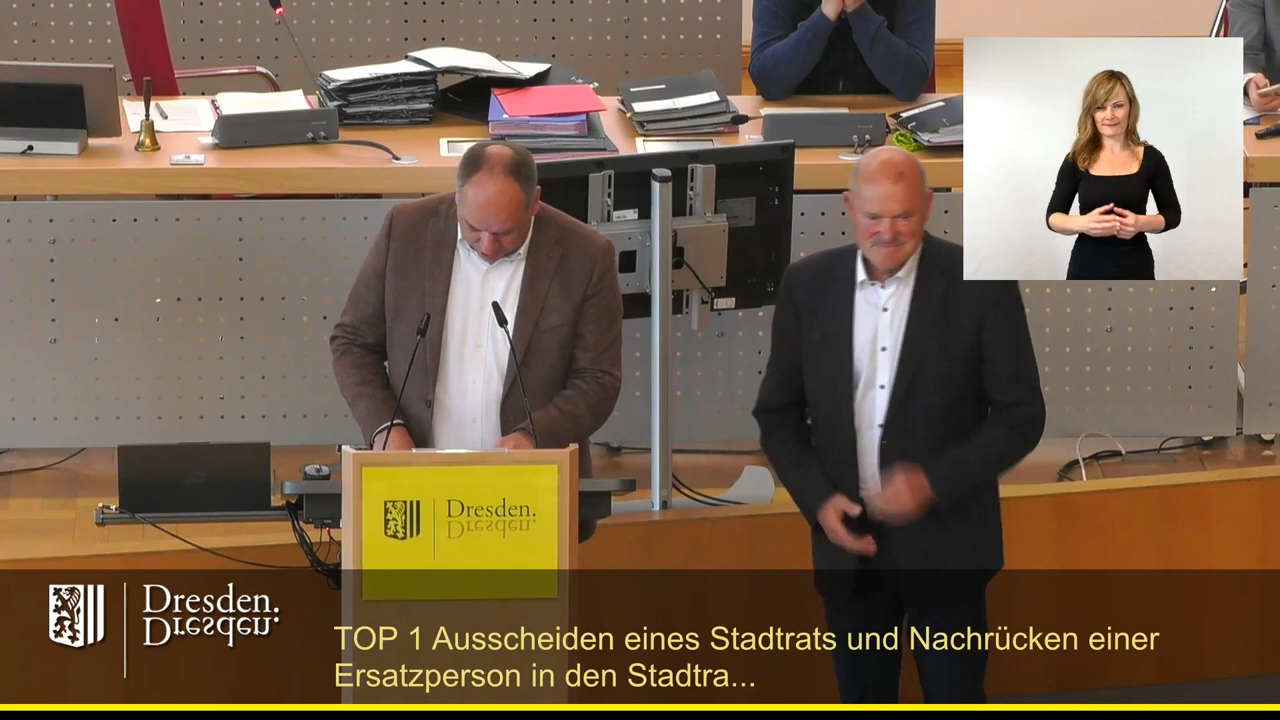 Dresden.
Dresden.
Dresden.
Dresden.
TOP 1 Ausscheiden eines Stadtrats und Nachrücken einer
Ersatzperson in den Stadtra...